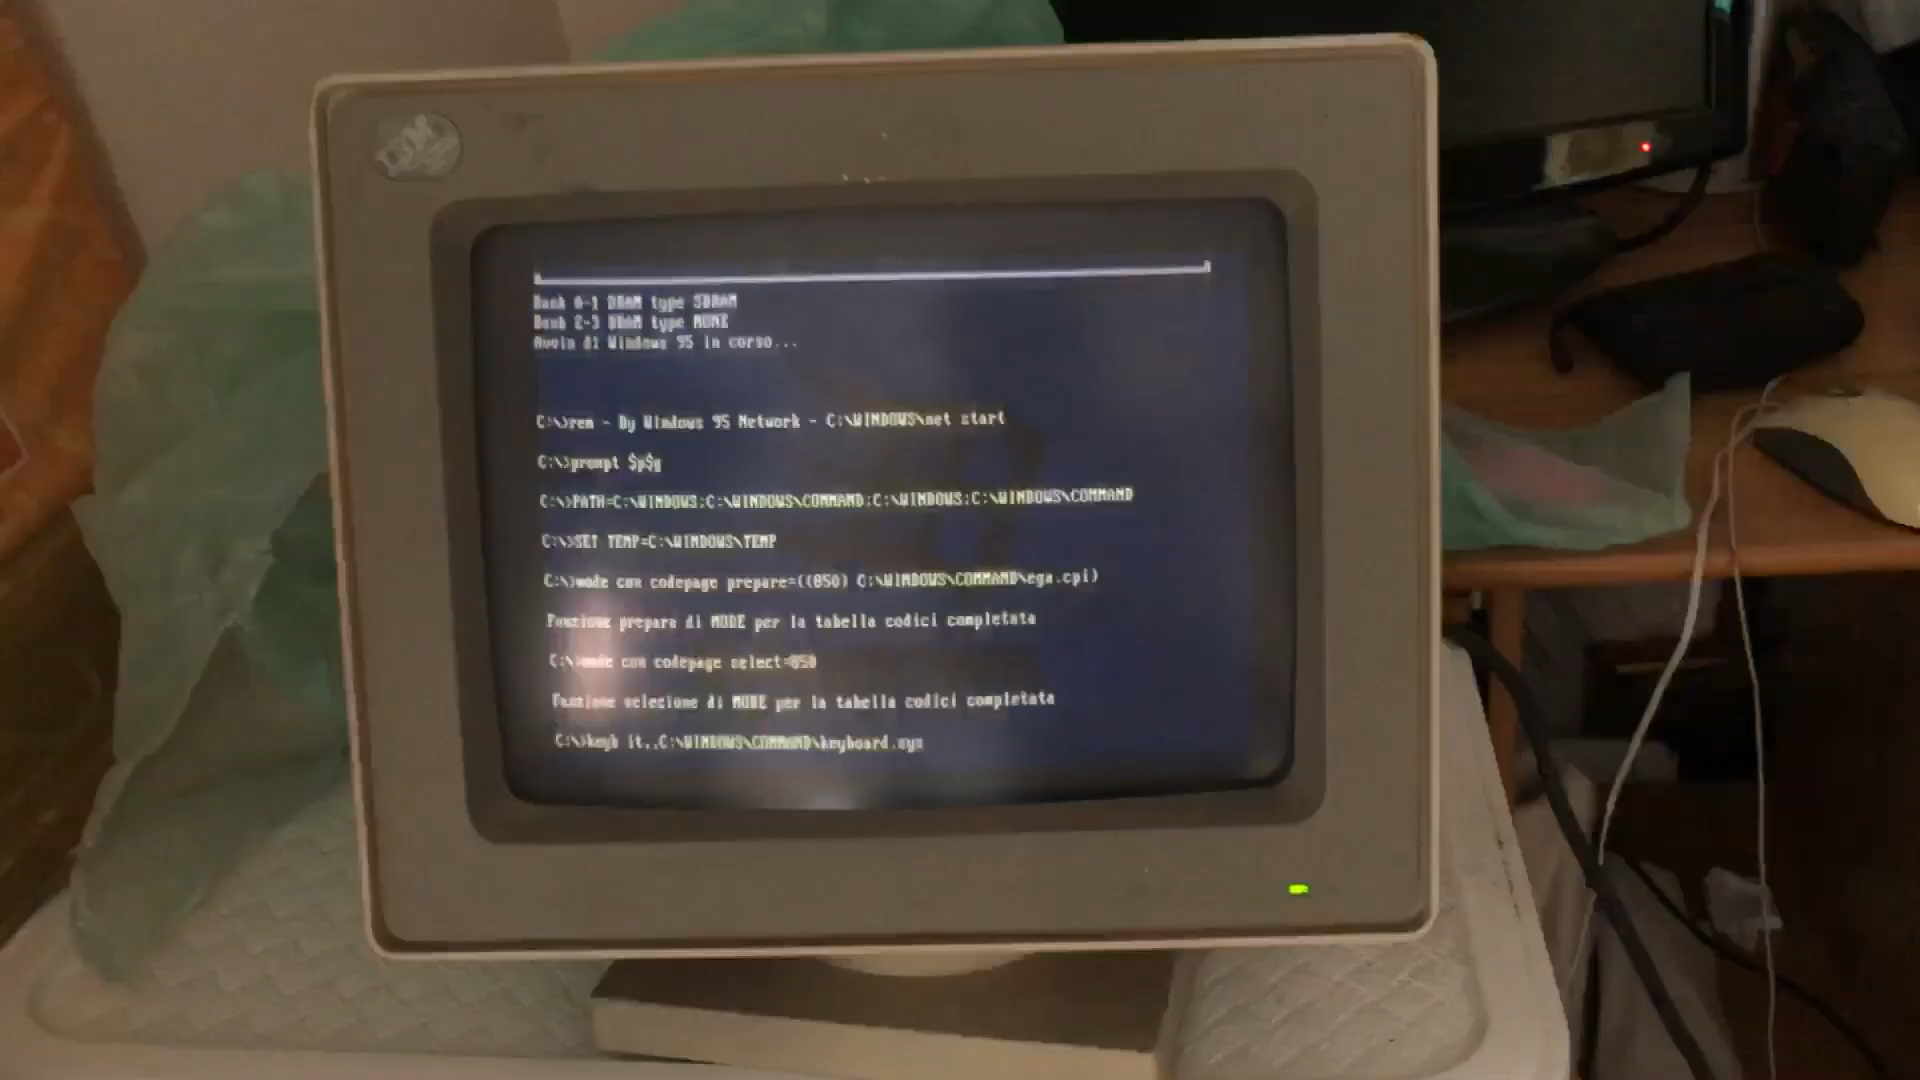 IBM
Bank 0-1 DRAM type SDRAM
Bank 2-3 DRAM type NONE
Avvio di Windows 95 in corso...
C:\>rem - By Windows 95 Network - C:\WINDOWS\net start
C:\>prompt $p$g
C:\>PATH=C:\WINDOWS;C:\WINDOWS\COMMAND;C:\WINDOWS;C:\WINDOWS\COMMAND
C:\>SET TEMP=C:\WINDOWS\TEMP
C:\>mode con codepage prepare=((850) C:\WINDOWS\COMMAND\ega.cpi)
Funzione prepare di MODE per la tabella codici completata
C:\>mode con codepage select=850
Funzione selezione di MODE per la tabella codici completata
C:\>keyb it,,C:\WINDOWS\COMMAND\keyboard.sys